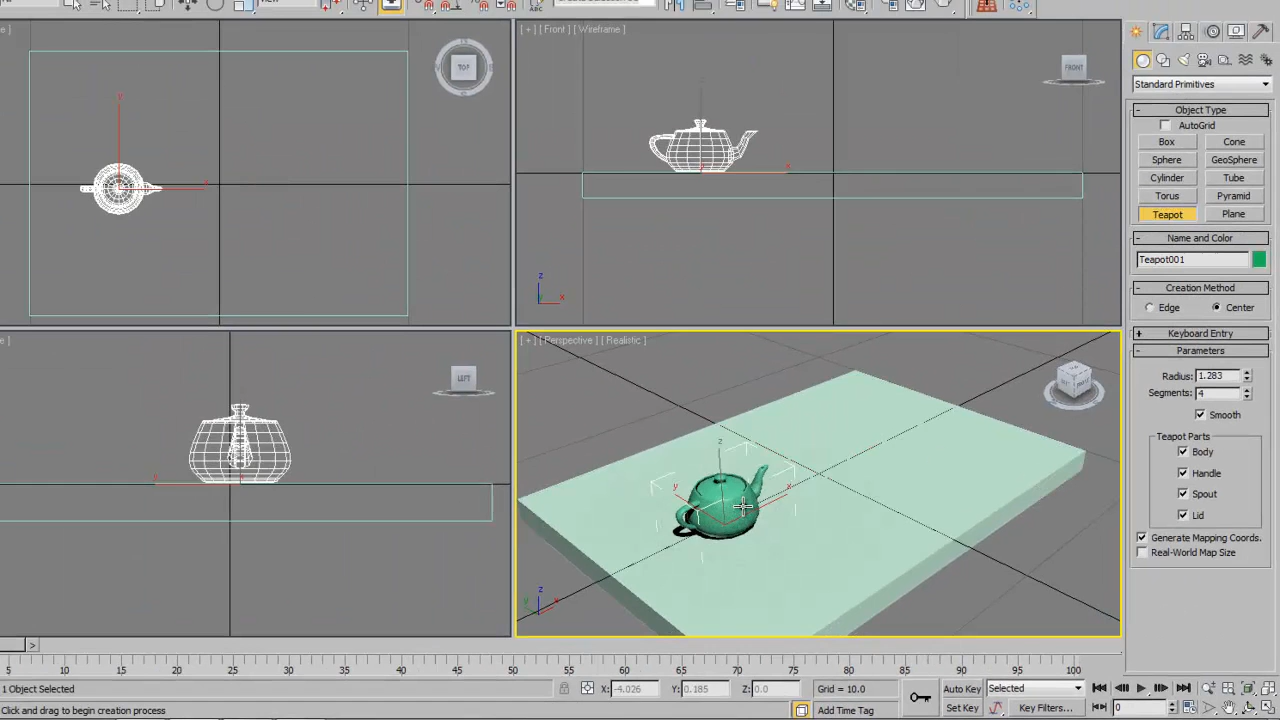 TOP
[ + ] [ Front ] [ Wireframe ]
FRONT
z
x
y
x
z
x
LEFT
x
[ + ] [ Perspective ] [ Realistic ]
z
y
x
z
y
x
Standard Primitives
- Object Type
AutoGrid
Box Cone
Sphere GeoSphere
Cylinder Tube
Torus Pyramid
Teapot Plane
- Name and Color
Teapot001
- Creation Method
Edge Center
+ Keyboard Entry
- Parameters
Radius: 1.283
Segments: 4
Smooth
Teapot Parts
Body
Handle
Spout
Lid
Generate Mapping Coords.
Real-World Map Size
>
5 10 15 20 25 30 35 40 45 50 55 60 65 70 75 80 85 90 95 100
1 Object Selected X: -4.026 Y: 0.185 Z: 0.0 Grid = 10.0 Auto Key Selected
Click and drag to begin creation process Add Time Tag Set Key Key Filters... 0